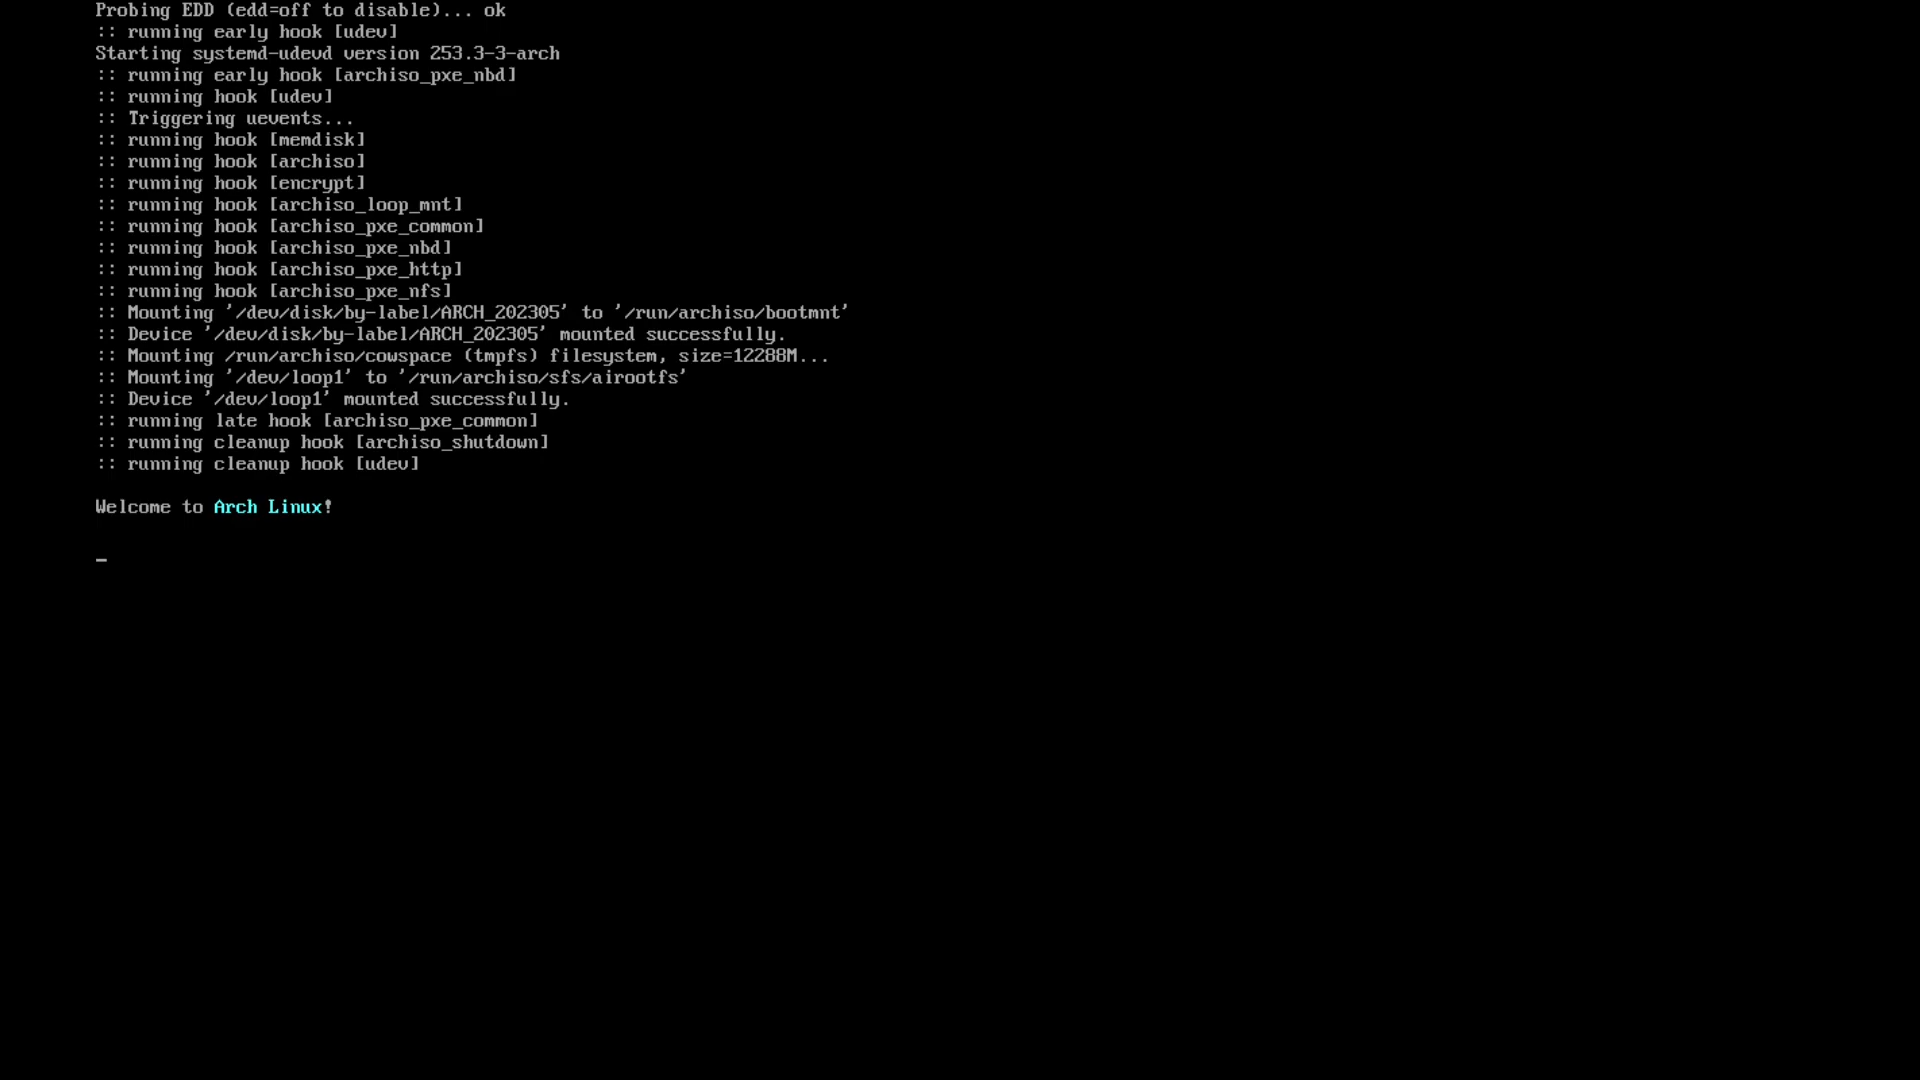 Probing EDD (edd=off to disable)... ok
:: running early hook [udev]
Starting systemd-udevd version 253.3-3-arch
:: running early hook [archiso_pxe_nbd]
:: running hook [udev]
:: Triggering uevents...
:: running hook [memdisk]
:: running hook [archiso]
:: running hook [encrypt]
:: running hook [archiso_loop_mnt]
:: running hook [archiso_pxe_common]
:: running hook [archiso_pxe_nbd]
:: running hook [archiso_pxe_http]
:: running hook [archiso_pxe_nfs]
:: Mounting '/dev/disk/by-label/ARCH_202305' to '/run/archiso/bootmnt'
:: Device '/dev/disk/by-label/ARCH_202305' mounted successfully.
:: Mounting /run/archiso/cowspace (tmpfs) filesystem, size=12288M...
:: Mounting '/dev/loop1' to '/run/archiso/sfs/airootfs'
:: Device '/dev/loop1' mounted successfully.
:: running late hook [archiso_pxe_common]
:: running cleanup hook [archiso_shutdown]
:: running cleanup hook [udev]
Welcome to Arch Linux!